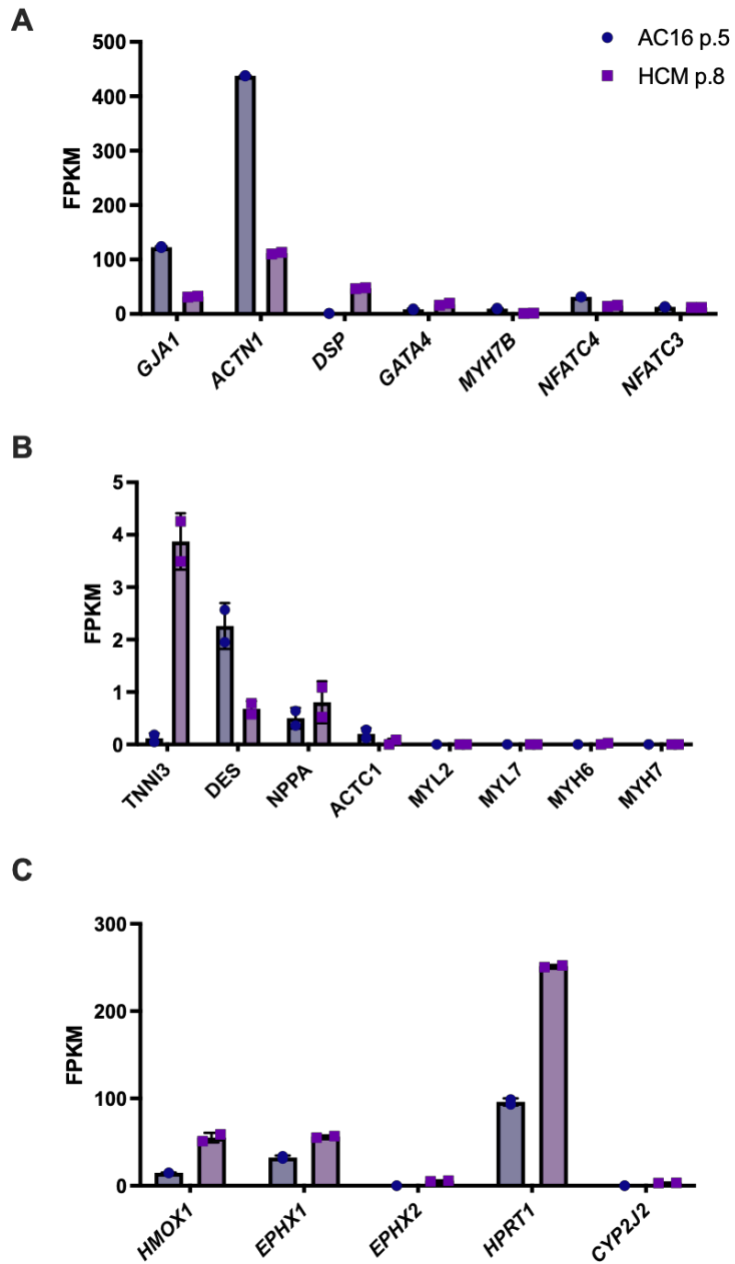 A
AC16 p.5
HCM p.8
500
400
300
200
100
0
FPKM
GJA1
ACTN1
DSP
GATA4
MYH7B
NFATC4
NFATC3
B
5
4
3
2
1
0
FPKM
TNNI3
DES
NPPA
ACTC1
MYL2
MYL7
MYH6
MYH7
C
300
200
100
0
FPKM
HMOX1
EPHX1
EPHX2
HPRT1
CYP2J2